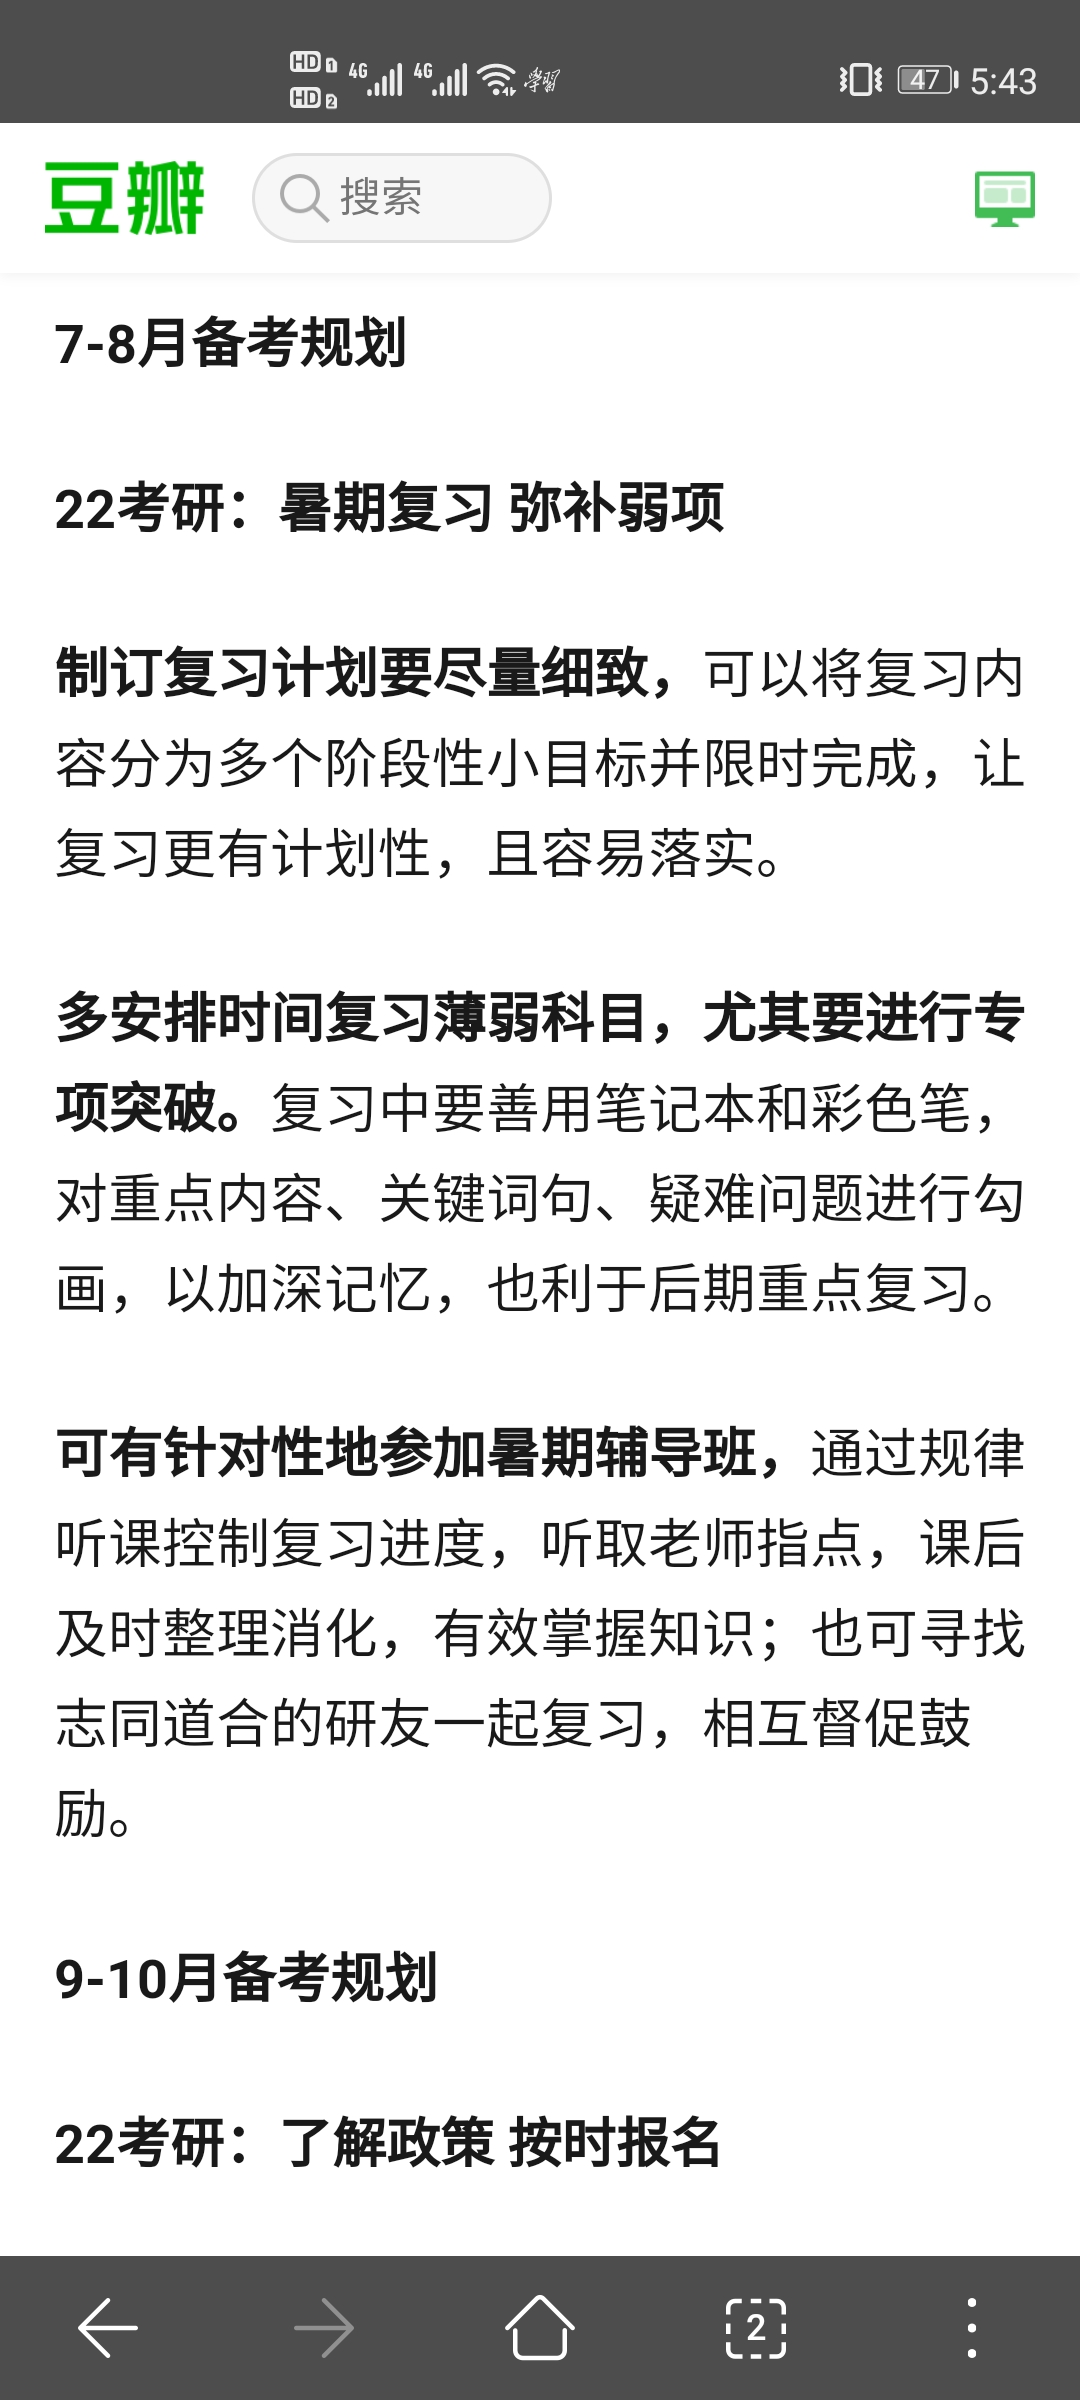 HD 1 4G 4G 學習 47 5:43
HD 2
豆瓣 搜索
7-8月备考规划
22考研：暑期复习 弥补弱项
制订复习计划要尽量细致，可以将复习内
容分为多个阶段性小目标并限时完成，让
复习更有计划性，且容易落实。
多安排时间复习薄弱科目，尤其要进行专
项突破。复习中要善用笔记本和彩色笔，
对重点内容、关键词句、疑难问题进行勾
画，以加深记忆，也利于后期重点复习。
可有针对性地参加暑期辅导班，通过规律
听课控制复习进度，听取老师指点，课后
及时整理消化，有效掌握知识；也可寻找
志同道合的研友一起复习，相互督促鼓
励。
9-10月备考规划
22考研：了解政策 按时报名
2